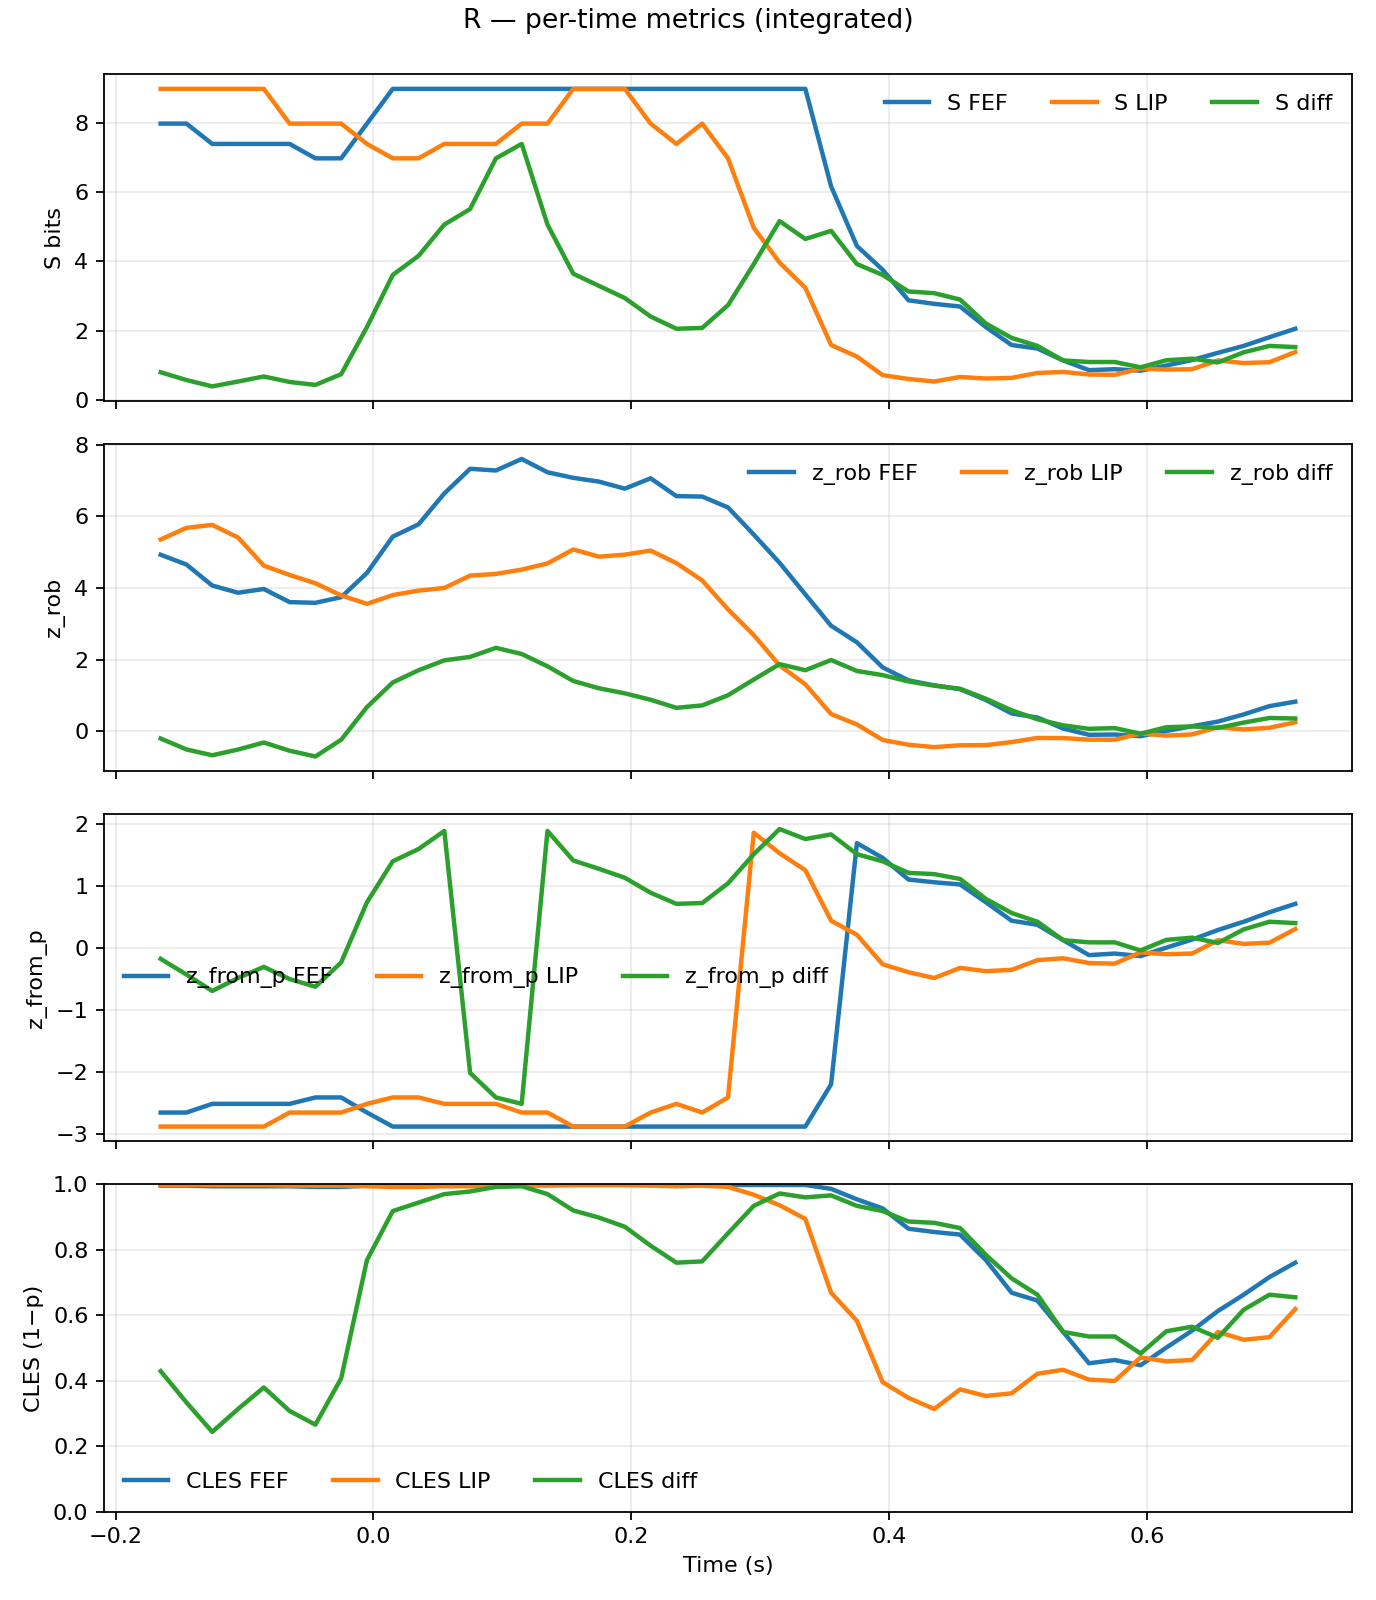 R — per-time metrics (integrated)
S FEF S LIP S diff
S bits
8
6
4
2
0
z_rob FEF z_rob LIP z_rob diff
z_rob
8
6
4
2
0
z_from_p FEF z_from_p LIP z_from_p diff
z_from_p
2
1
0
−1
−2
−3
CLES FEF CLES LIP CLES diff
CLES (1−p)
1.0
0.8
0.6
0.4
0.2
0.0
−0.2 0.0 0.2 0.4 0.6
Time (s)